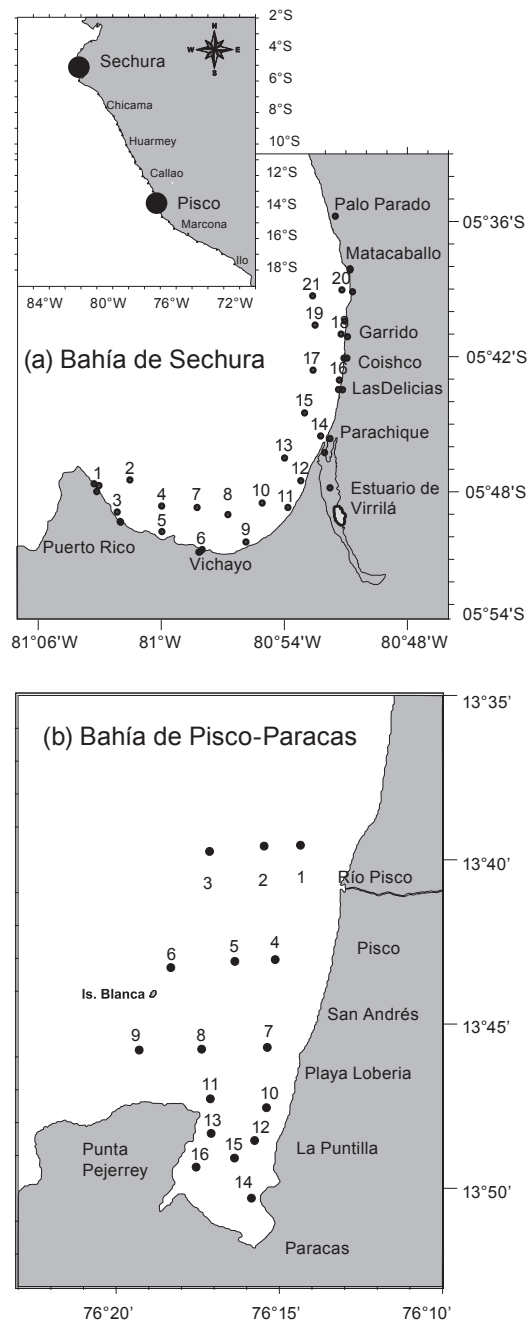 2°S
4°S
6°S
8°S
10°S
12°S
14°S
16°S
18°S
N
W E
S
Sechura
Chicama
Huarmey
Callao
Pisco
Marcona
Ilo
84°W 80°W 76°W 72°W
(a) Bahía de Sechura
Palo Parado
05°36'S
Matacaballo
21
20
19
18
Garrido
05°42'S
Coishco
17
16
LasDelicias
15
14
Parachique
13
12
Estuario de
Virrilá
05°48'S
1
2
3
4
5
6
7
8
9
10
11
Puerto Rico
Vichayo
05°54'S
81°06'W 81°W 80°54'W 80°48'W
(b) Bahía de Pisco-Paracas
13°35'
13°40'
3 2 1
Río Pisco
6 5 4
Pisco
Is. Blanca
San Andrés
13°45'
9 8 7
Playa Loberia
11 10
13 12
Punta
Pejerrey
16 15
La Puntilla
14
13°50'
Paracas
76°20' 76°15' 76°10'